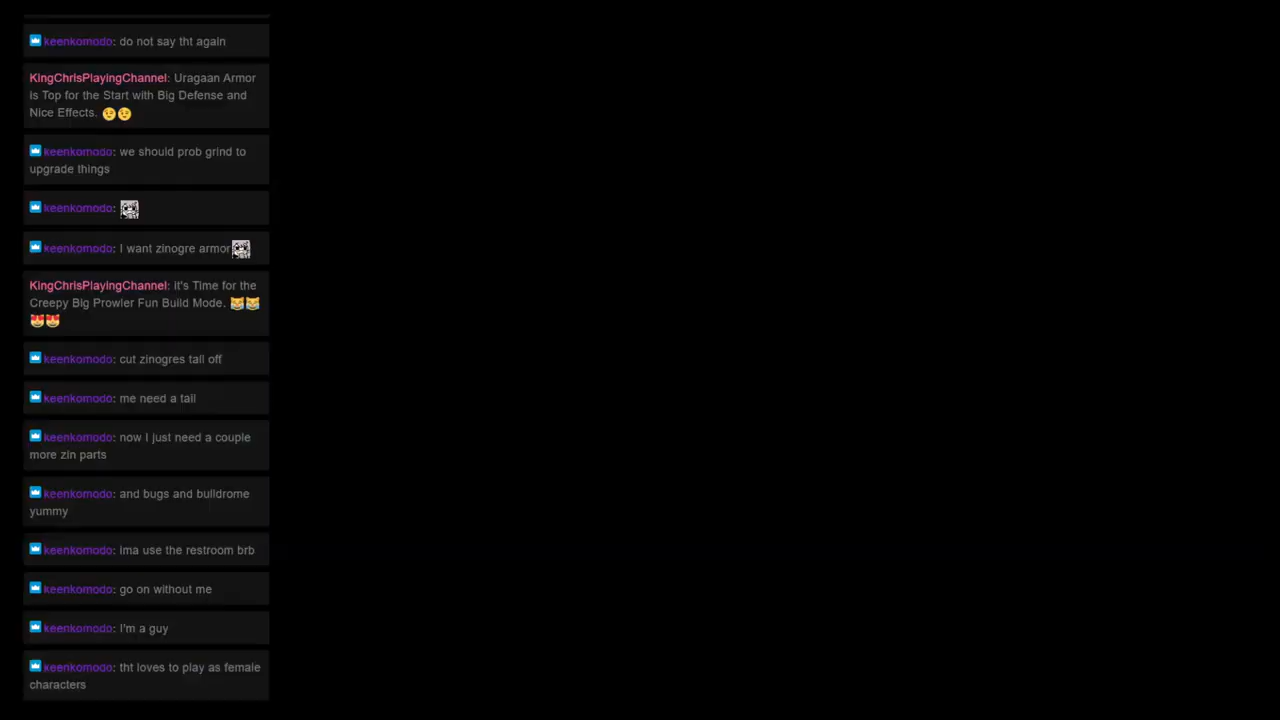 keenkomodo: do not say tht again
KingChrisPlayingChannel: Uragaan Armor
is Top for the Start with Big Defense and
Nice Effects.
keenkomodo: we should prob grind to
upgrade things
keenkomodo:
keenkomodo: I want zinogre armor
KingChrisPlayingChannel: it's Time for the
Creepy Big Prowler Fun Build Mode.
keenkomodo: cut zinogres tail off
keenkomodo: me need a tail
keenkomodo: now I just need a couple
more zin parts
keenkomodo: and bugs and bulldrome
yummy
keenkomodo: ima use the restroom brb
keenkomodo: go on without me
keenkomodo: I'm a guy
keenkomodo: tht loves to play as female
characters